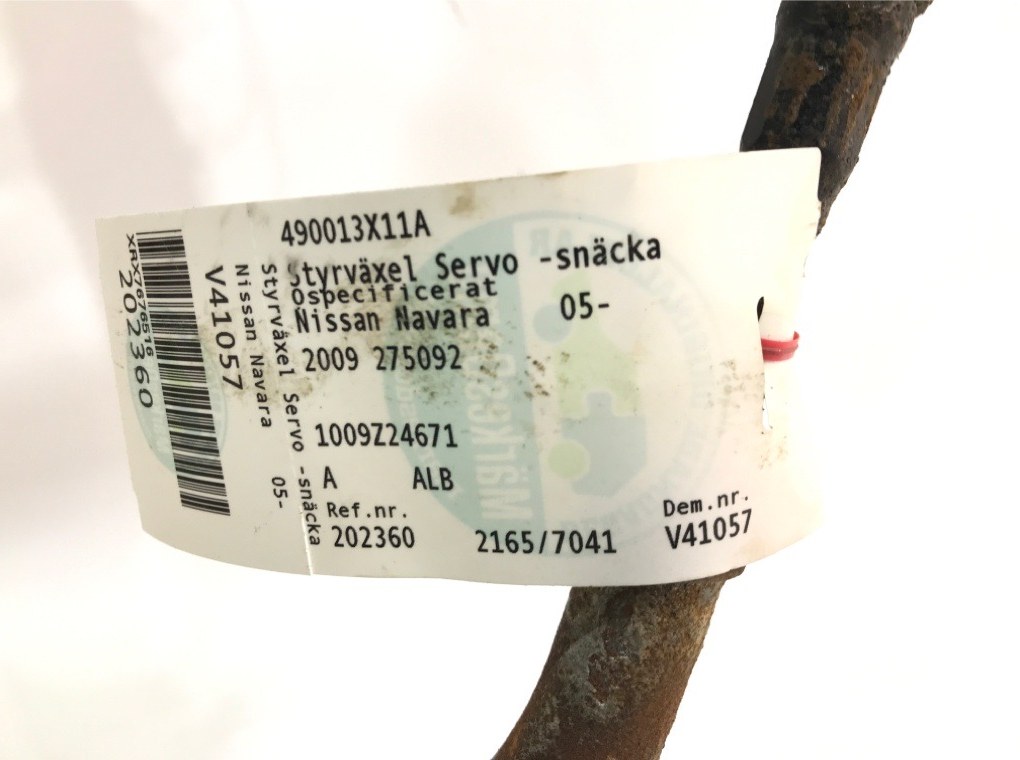 490013X11A
Styrväxel Servo -snäcka
Ospecificerat
Nissan Navara 05-
2009 275092
1009Z24671
A ALB
Ref.nr.
202360 2165/7041
Dem.nr.
V41057
Styrväxel Servo -snäcka
Nissan Navara 05-
V41057
XRX7676516
202360